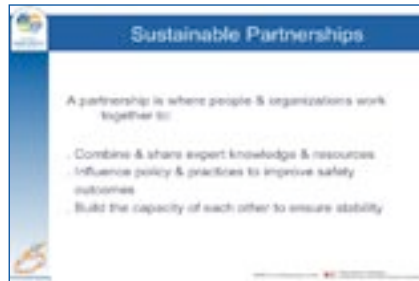 Sustainable Partnerships
A partnership is where people & organizations work
together to:
. Combine & share expert knowledge & resources
. Influence policy & practices to improve safety
outcomes
. Build the capacity of each other to ensure stability